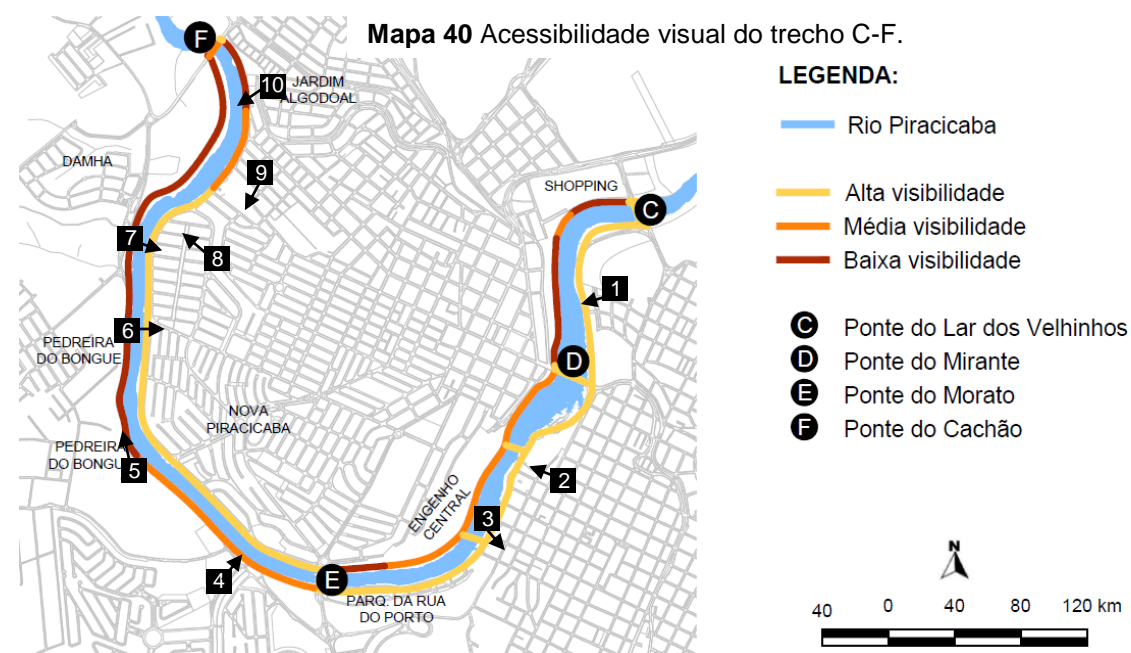 Mapa 40 Acessibilidade visual do trecho C-F.
LEGENDA:
Rio Piracicaba
Alta visibilidade
Média visibilidade
Baixa visibilidade
C Ponte do Lar dos Velhinhos
D Ponte do Mirante
E Ponte do Morato
F Ponte do Cachão
N
40 0 40 80 120 km
F
10
JARDIM
ALGODOAL
DAMHA
9
SHOPPING
C
7
8
1
6
PEDREIRA
DO BONGUE
D
NOVA
PIRACICABA
PEDREIRA
DO BONGU
5
2
ENGENHO
CENTRAL
3
4
E
PARQ. DA RUA
DO PORTO